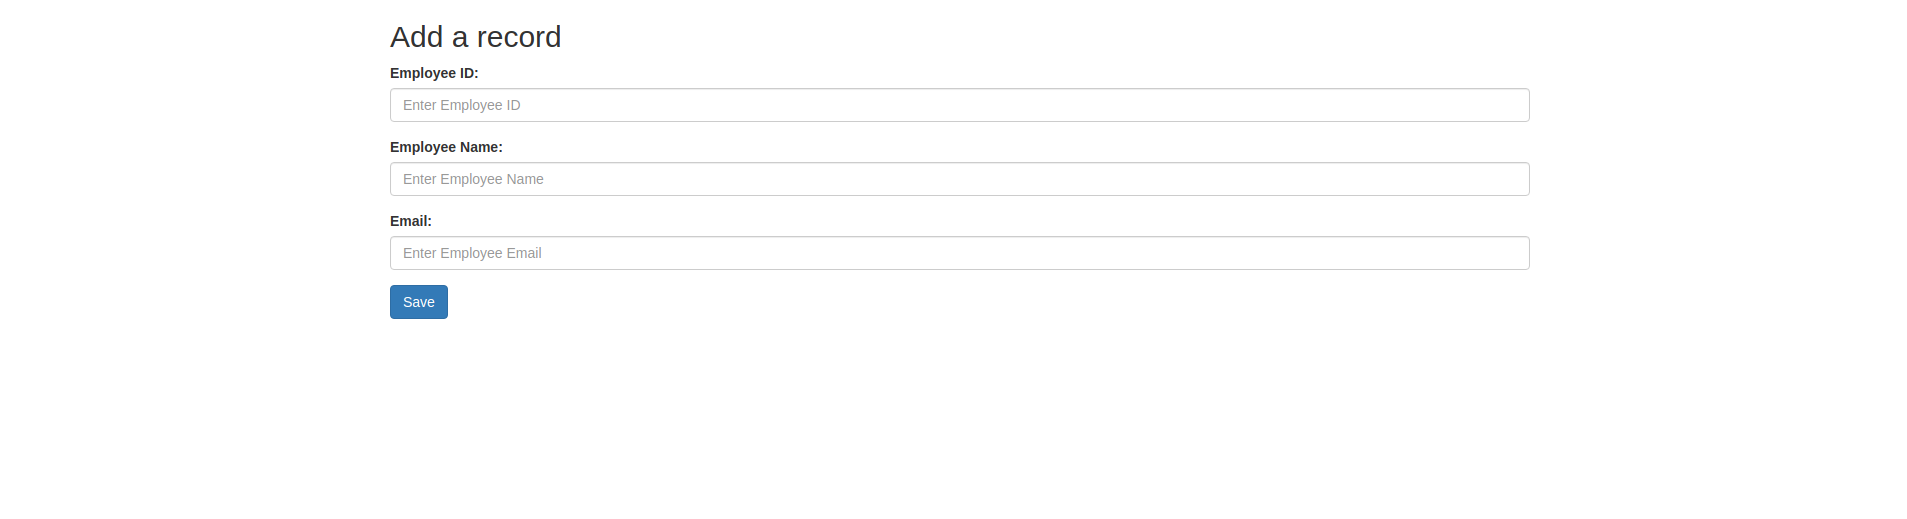 Add a record
Employee ID:
Enter Employee ID
Employee Name:
Enter Employee Name
Email:
Enter Employee Email
Save